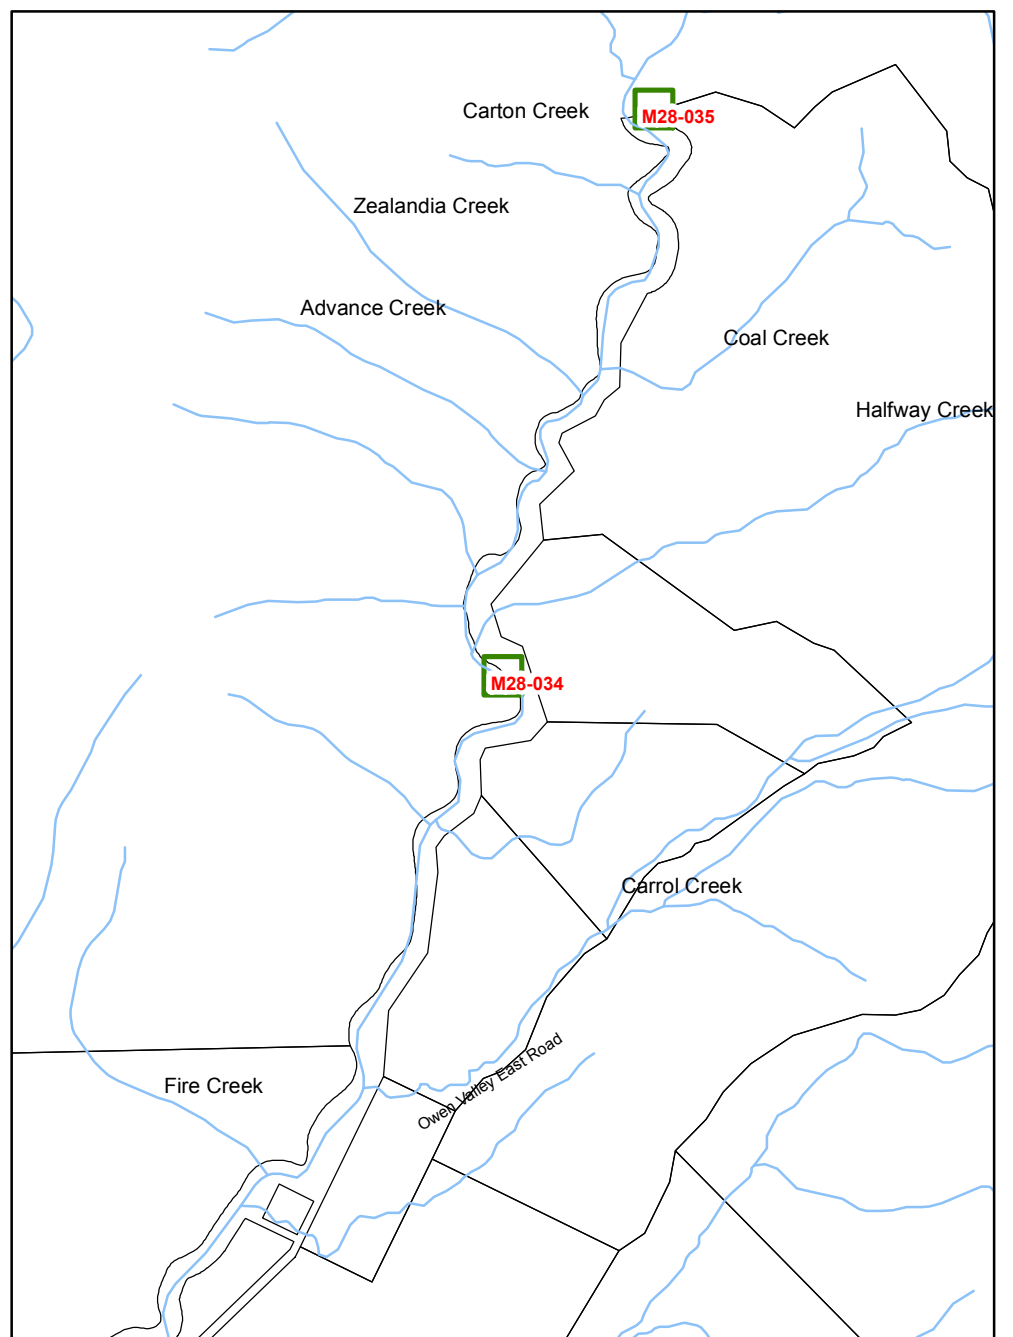 Carton Creek
M28-035
Zealandia Creek
Advance Creek
Coal Creek
Halfway Creek
M28-034
Carrol Creek
Owen Valley East Road
Fire Creek